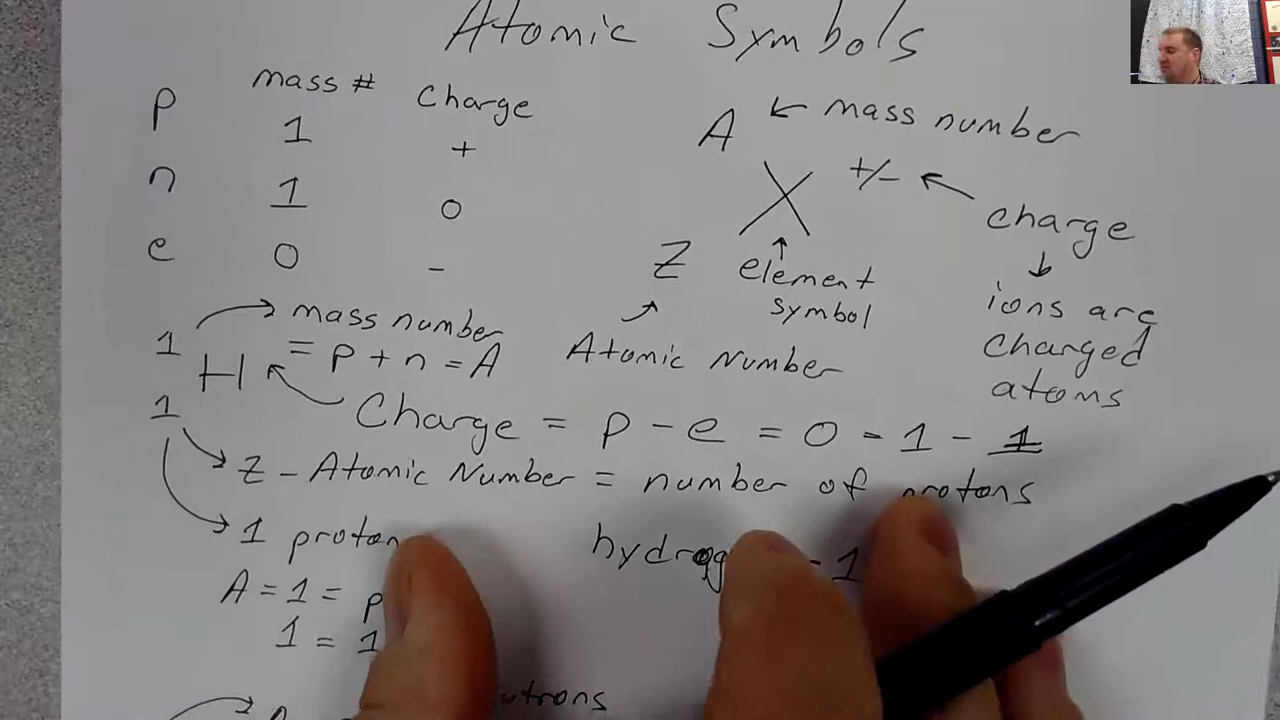 Atomic Symbols
mass # charge
p 1 +
n 1 0
e 0 -
A ← mass number
X +/- ←
charge
↓
ions are
charged
atoms
Z element
symbol
Atomic Number
1 → mass number
= p + n = A
H
1
Charge = p - e = 0 = 1 - 1
Z - Atomic Number = number of protons
1 proton
hydrog - 1
A = 1 = p
1 = 1
utrons